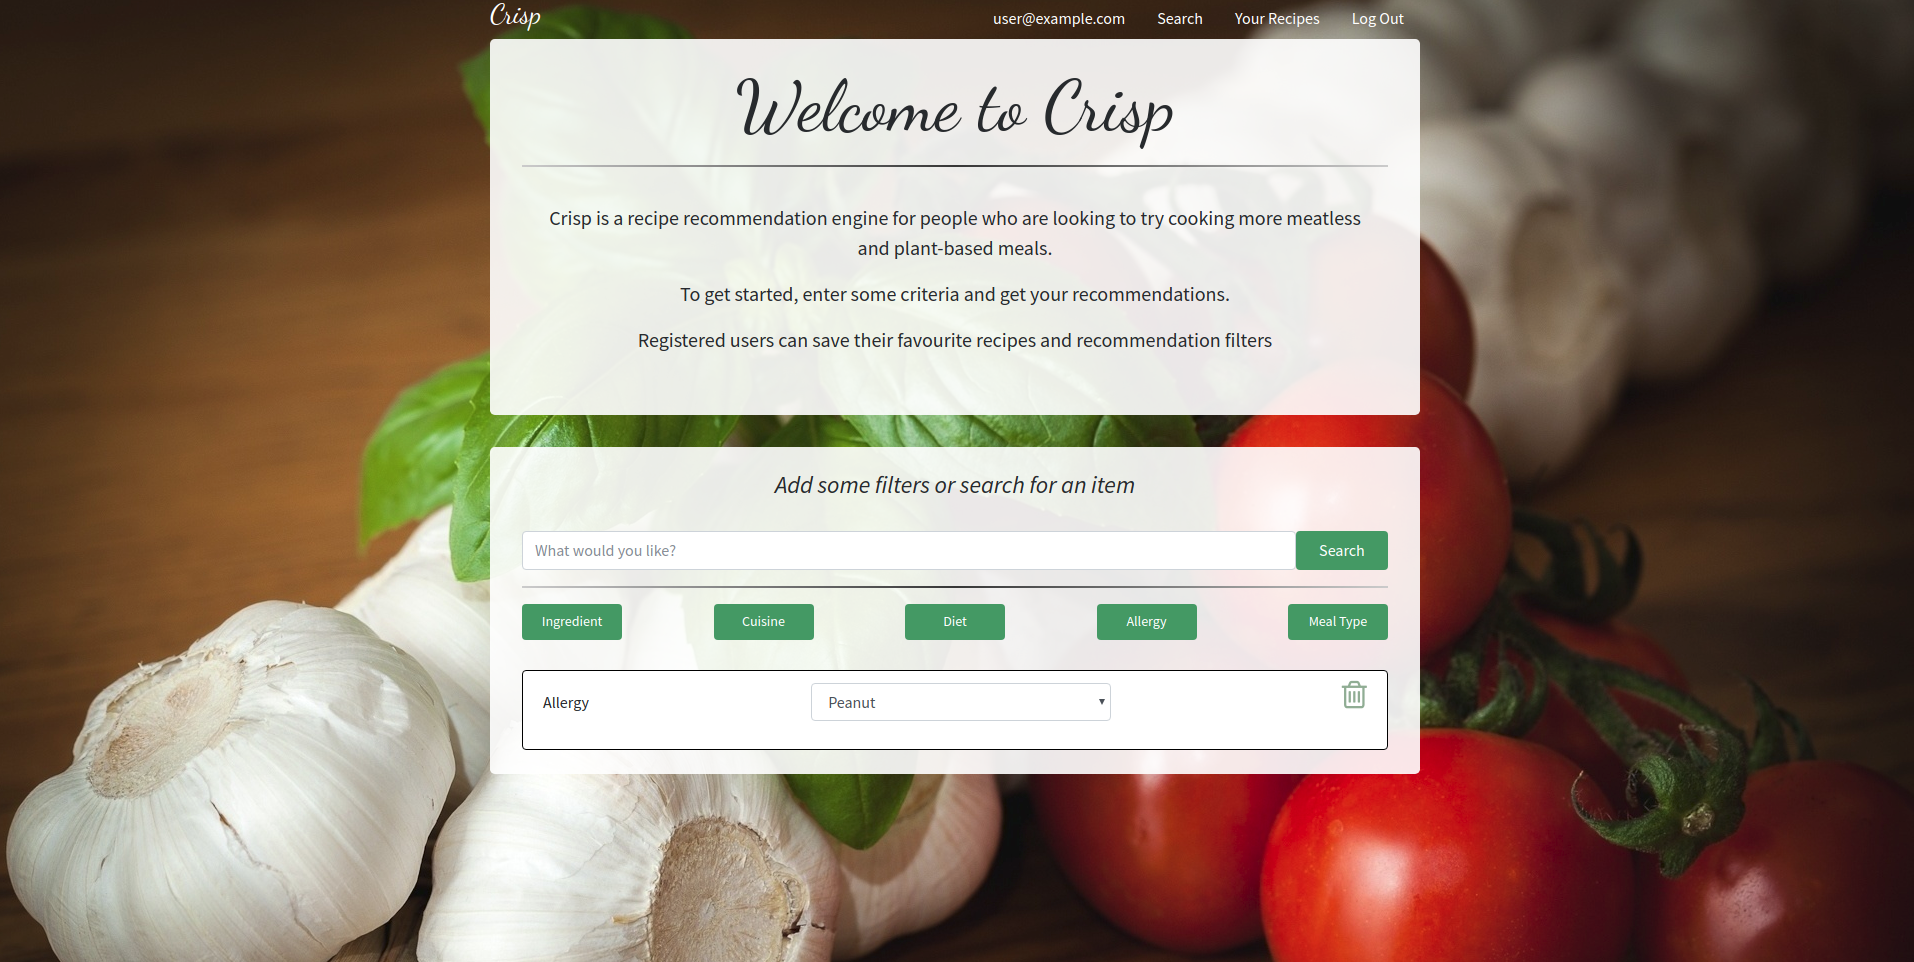 Crisp
user@example.com Search Your Recipes Log Out
Welcome to Crisp
Crisp is a recipe recommendation engine for people who are looking to try cooking more meatless
and plant-based meals.
To get started, enter some criteria and get your recommendations.
Registered users can save their favourite recipes and recommendation filters
Add some filters or search for an item
What would you like? Search
Ingredient Cuisine Diet Allergy Meal Type
Allergy Peanut